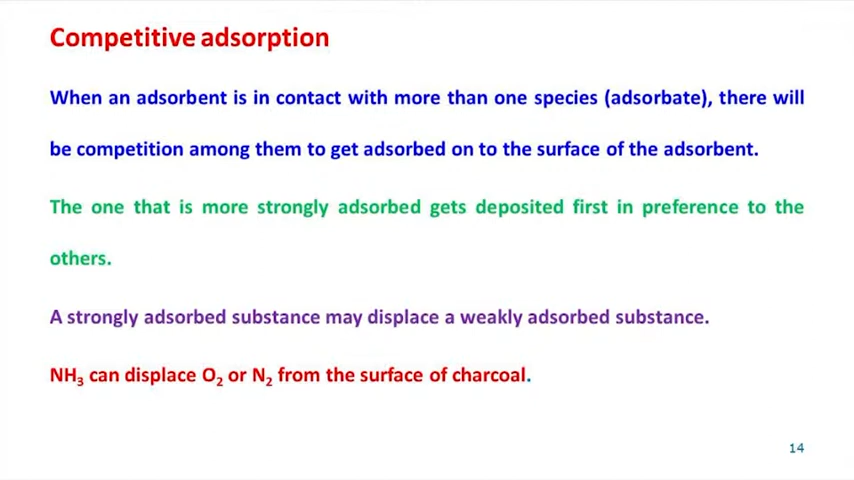 Competitive adsorption
When an adsorbent is in contact with more than one species (adsorbate), there will
be competition among them to get adsorbed on to the surface of the adsorbent.
The one that is more strongly adsorbed gets deposited first in preference to the
others.
A strongly adsorbed substance may displace a weakly adsorbed substance.
NH₃ can displace O₂ or N₂ from the surface of charcoal.
14